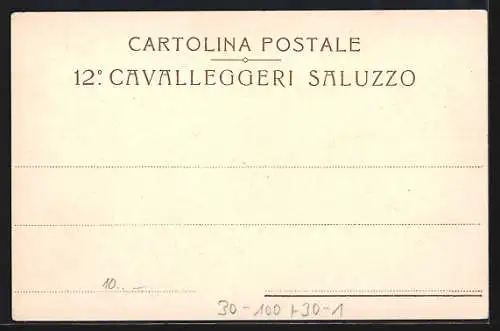 CARTOLINA POSTALE
12º CAVALLEGGERI SALUZZO
10..–
30-100 + 30-1